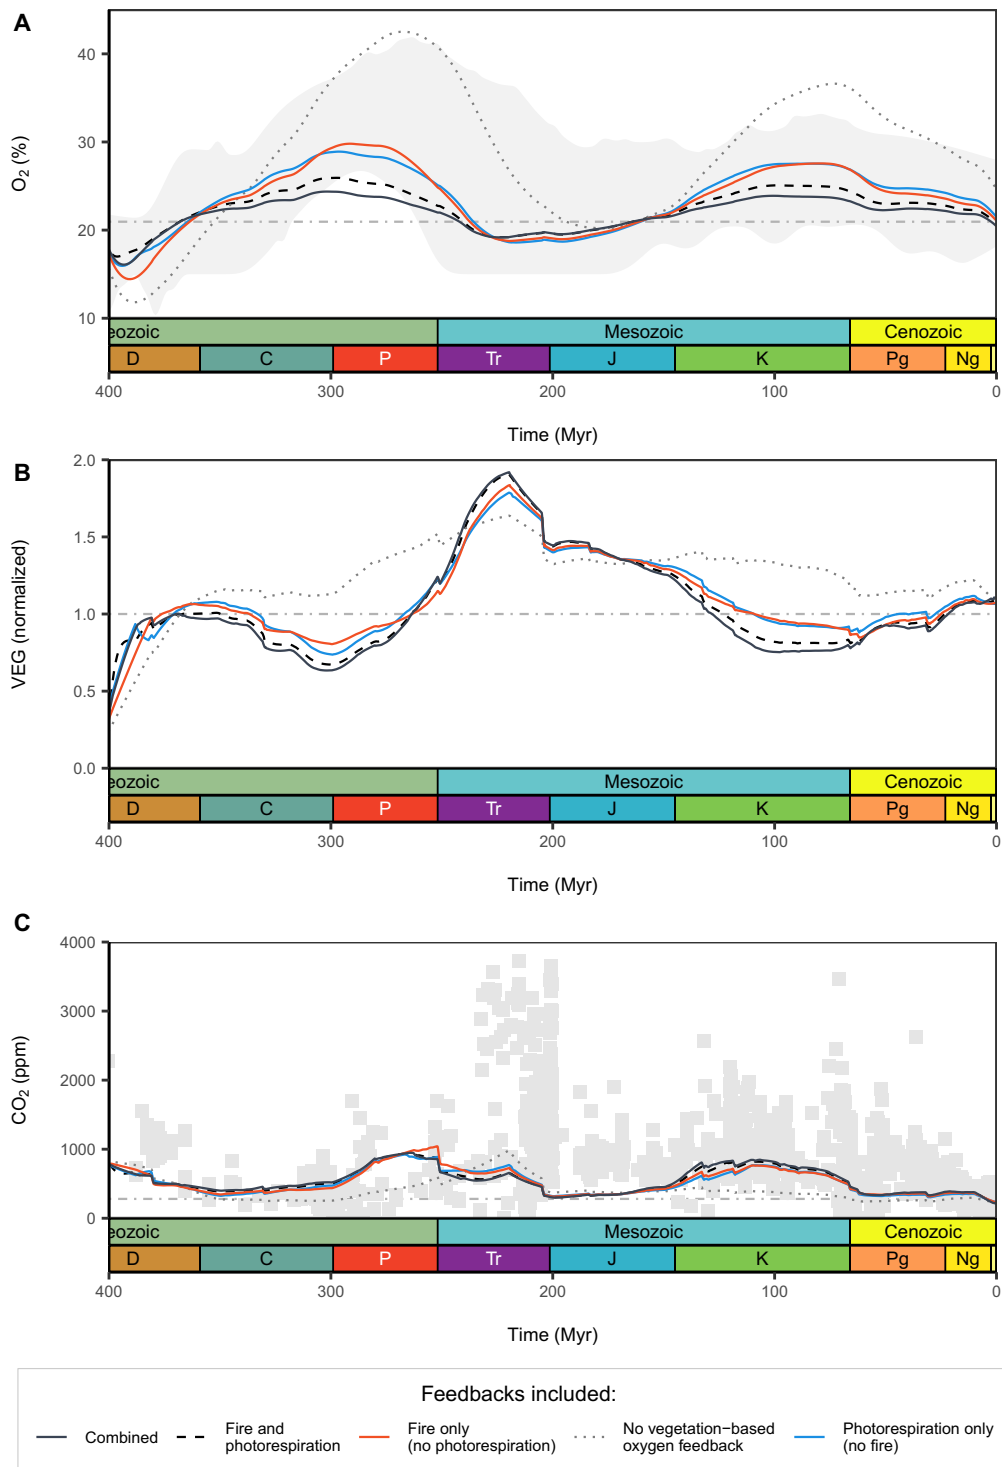 A
40
30
20
10
O2 (%)
eozoic
Mesozoic
Cenozoic
D
C
P
Tr
J
K
Pg
Ng
400
300
200
100
0
Time (Myr)
B
2.0
1.5
1.0
0.5
0.0
VEG (normalized)
eozoic
Mesozoic
Cenozoic
D
C
P
Tr
J
K
Pg
Ng
400
300
200
100
0
Time (Myr)
C
4000
3000
2000
1000
0
CO2 (ppm)
eozoic
Mesozoic
Cenozoic
D
C
P
Tr
J
K
Pg
Ng
400
300
200
100
0
Time (Myr)
Feedbacks included:
Combined
Fire and
photorespiration
Fire only
(no photorespiration)
No vegetation−based
oxygen feedback
Photorespiration only
(no fire)